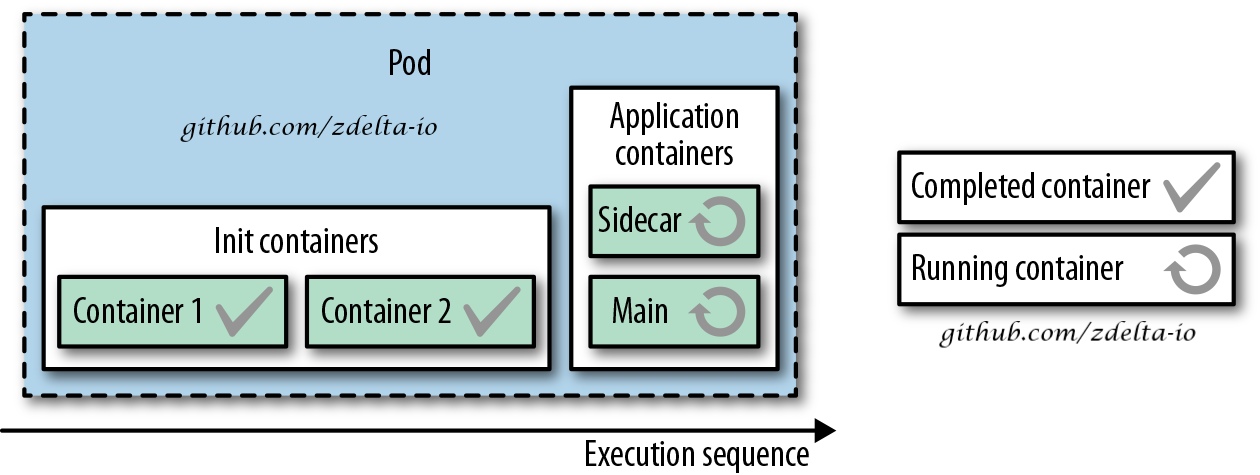 Pod
github.com/zdelta-io
Application
containers
Sidecar
Main
Init containers
Container 1
Container 2
Completed container
Running container
github.com/zdelta-io
Execution sequence